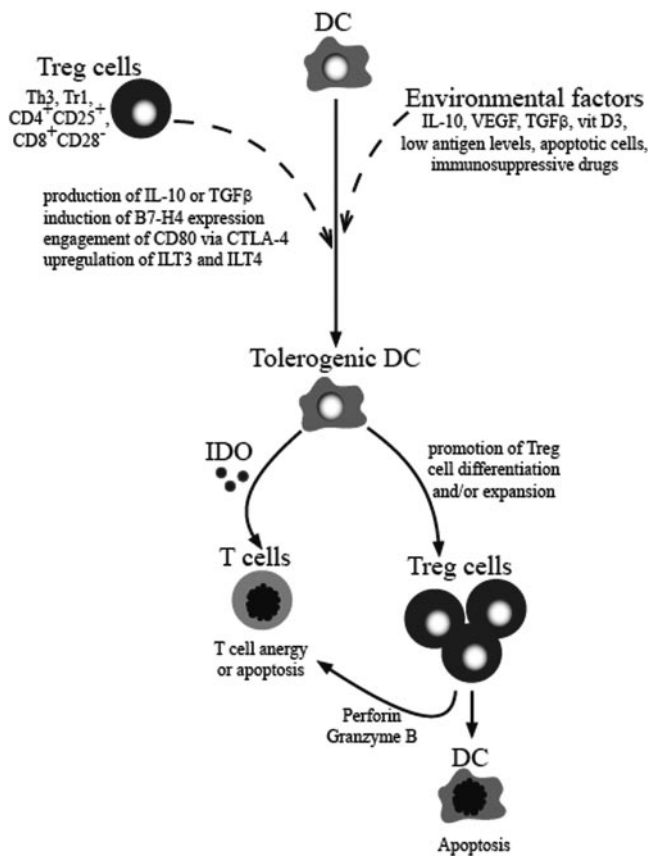 DC
Treg cells
Th3, Tr1,
CD4⁺CD25⁺,
CD8⁺CD28⁻
Environmental factors
IL-10, VEGF, TGFβ, vit D3,
low antigen levels, apoptotic cells,
immunosuppressive drugs
production of IL-10 or TGFβ
induction of B7-H4 expression
engagement of CD80 via CTLA-4
upregulation of ILT3 and ILT4
Tolerogenic DC
IDO
promotion of Treg
cell differentiation
and/or expansion
T cells
Treg cells
T cell anergy
or apoptosis
Perforin
Granzyme B
DC
Apoptosis